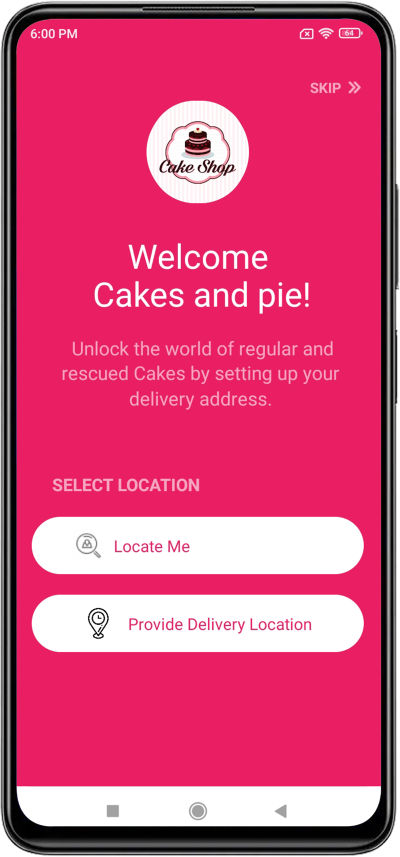 6:00 PM
64
SKIP
Cake Shop
Welcome
Cakes and pie!
Unlock the world of regular and
rescued Cakes by setting up your
delivery address.
SELECT LOCATION
Locate Me
Provide Delivery Location